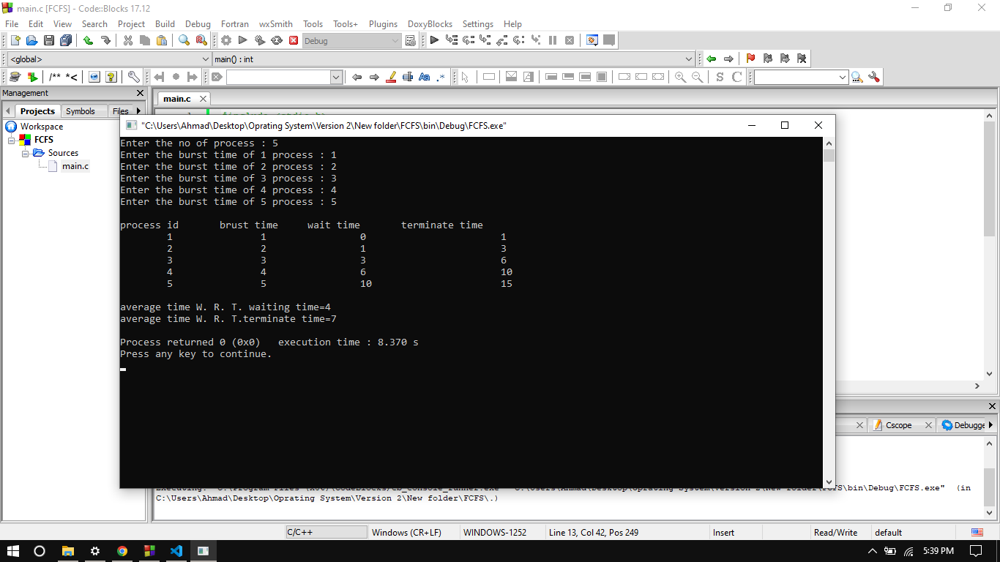 main.c [FCFS] - Code::Blocks 17.12
File Edit View Search Project Build Debug Fortran wxSmith Tools Tools+ Plugins DoxyBlocks Settings Help
Debug
<global> main() : int
/** *<
Aa .*
S C
Management
main.c
Projects Symbols Files
Workspace
FCFS
Sources
main.c
"C:\Users\Ahmad\Desktop\Oprating System\Version 2\New folder\FCFS\bin\Debug\FCFS.exe"
Enter the no of process : 5
Enter the burst time of 1 process : 1
Enter the burst time of 2 process : 2
Enter the burst time of 3 process : 3
Enter the burst time of 4 process : 4
Enter the burst time of 5 process : 5
process id brust time wait time terminate time
1 1 0 1
2 2 1 3
3 3 3 6
4 4 6 10
5 5 10 15
average time W. R. T. waiting time=4
average time W. R. T.terminate time=7
Process returned 0 (0x0) execution time : 8.370 s
Press any key to continue.
Cscope Debugge
\bin\Debug\FCFS.exe" (in
C:\Users\Ahmad\Desktop\Oprating System\Version 2\New folder\FCFS\.)
C/C++ Windows (CR+LF) WINDOWS-1252 Line 13, Col 42, Pos 249 Insert Read/Write default
5:39 PM